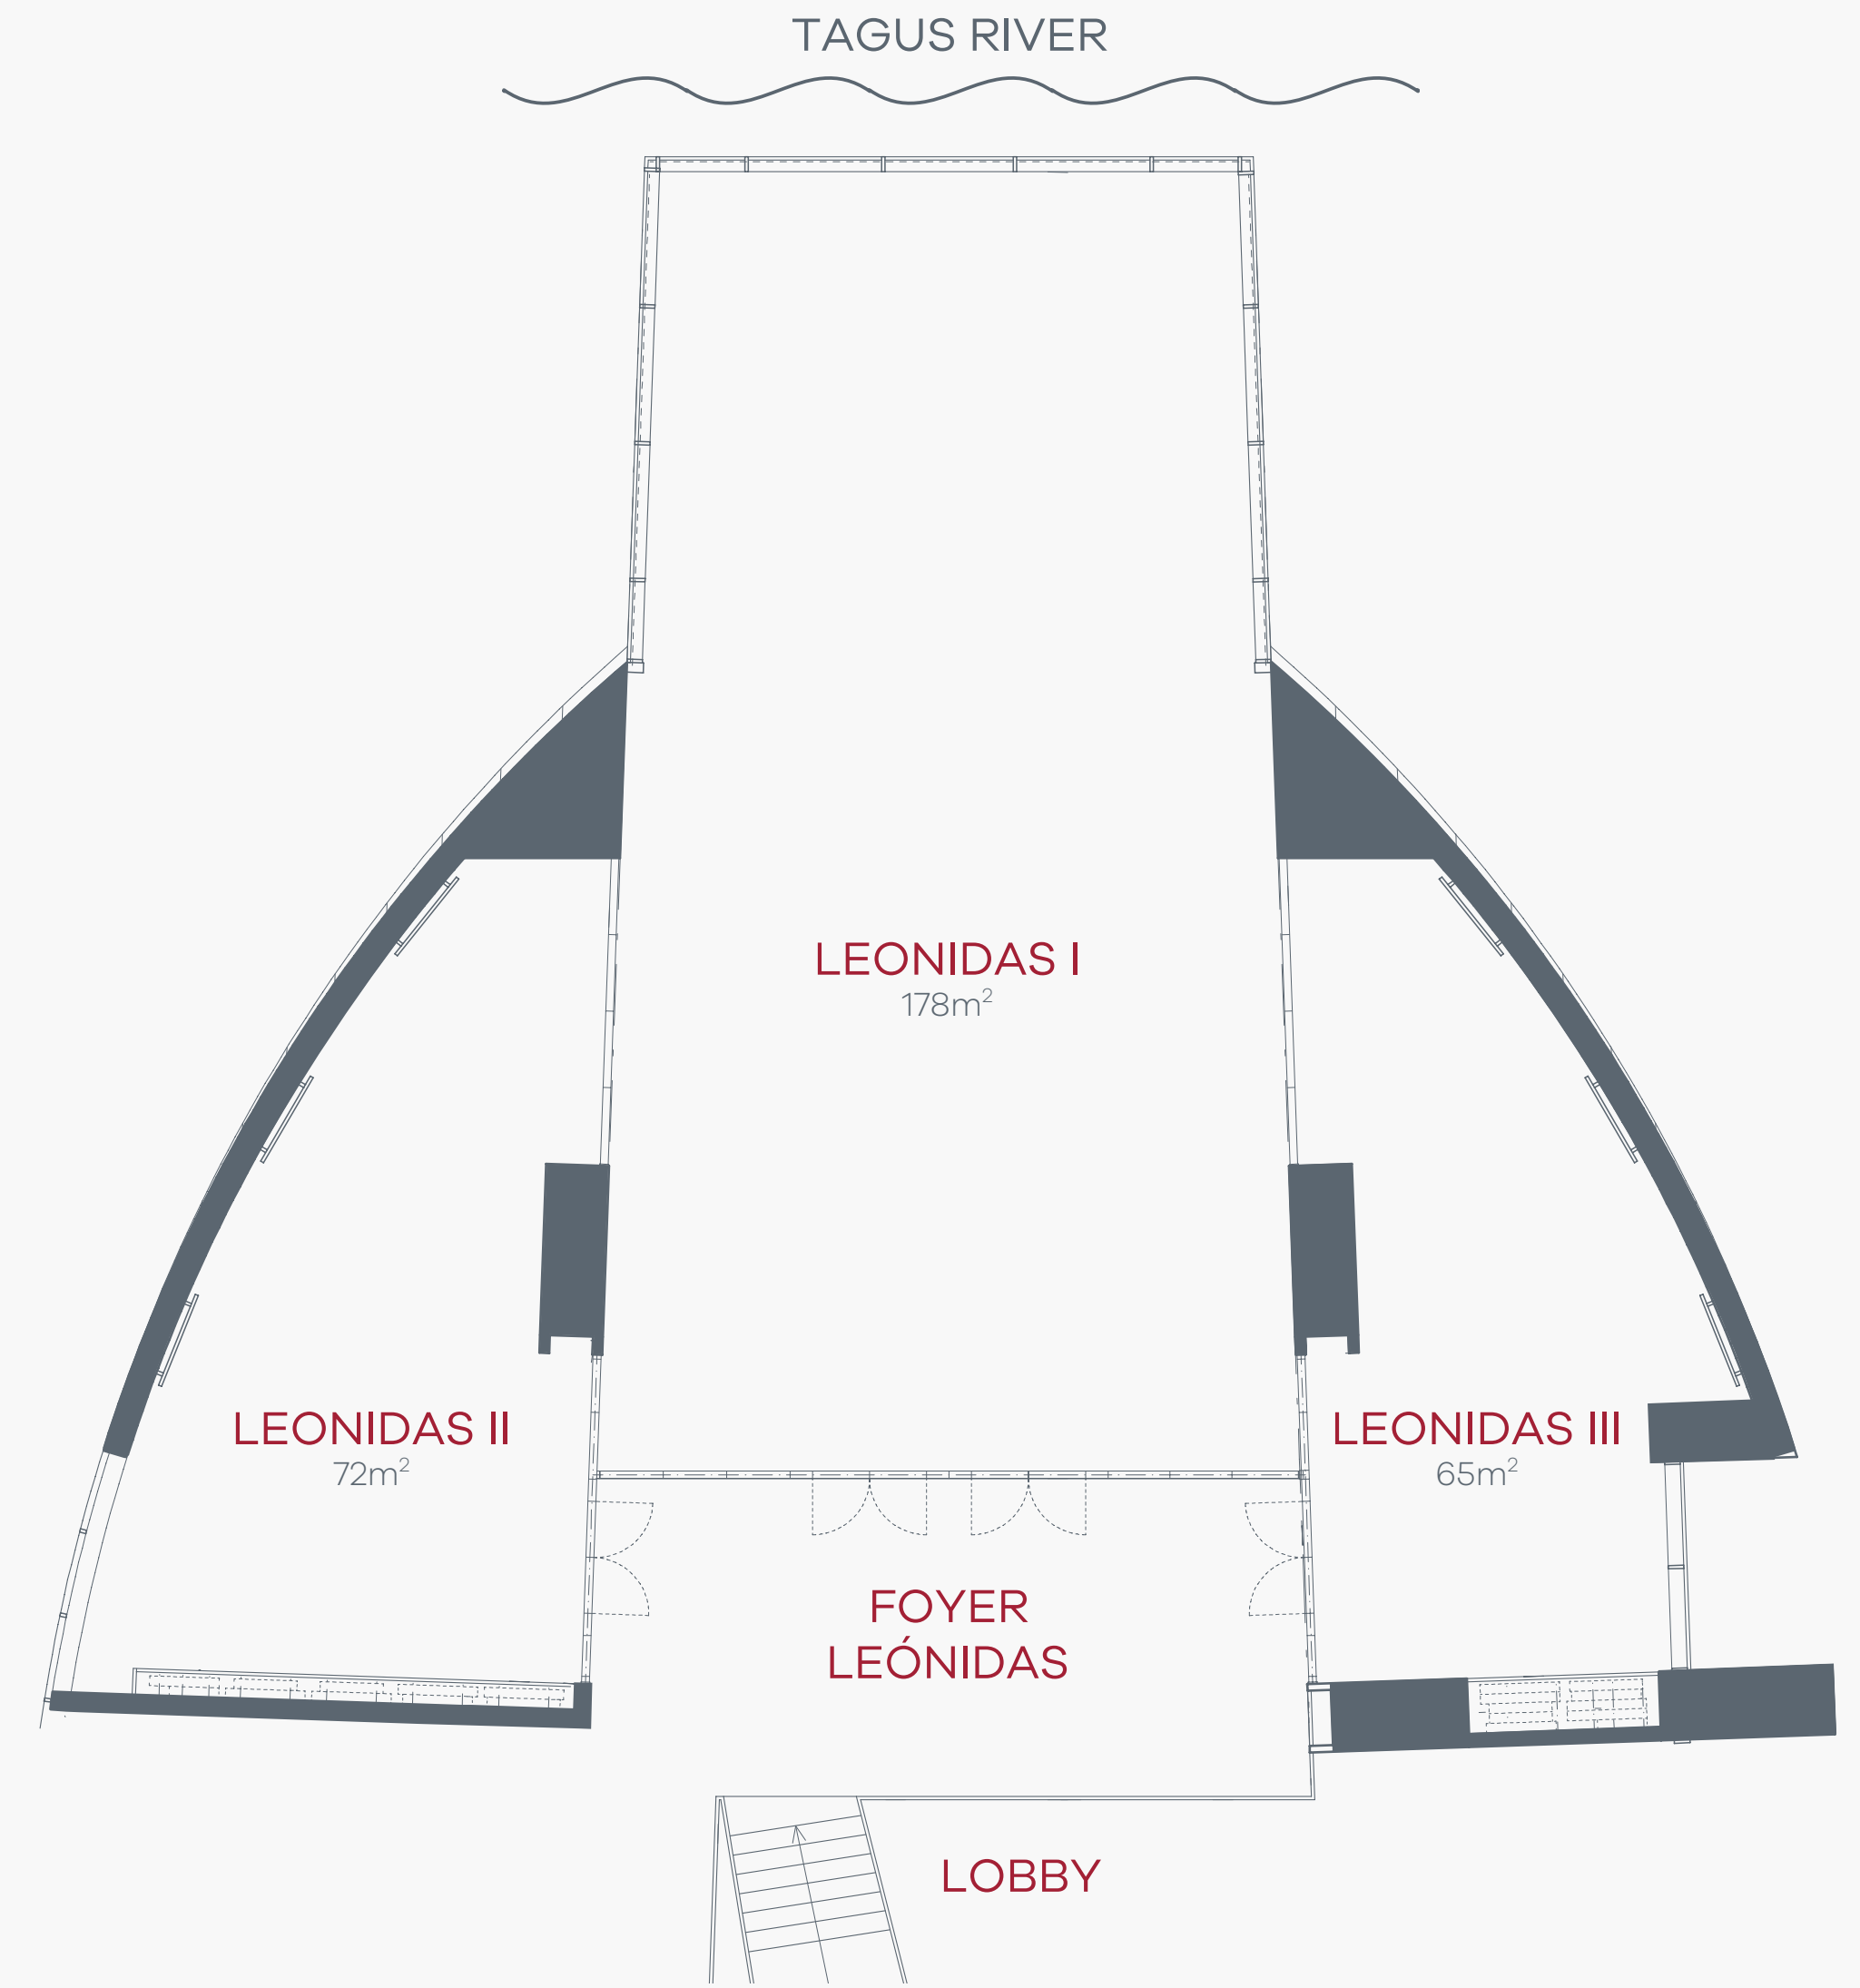 TAGUS RIVER
LEONIDAS I
178m²
LEONIDAS II
72m²
LEONIDAS III
65m²
FOYER
LEÓNIDAS
LOBBY